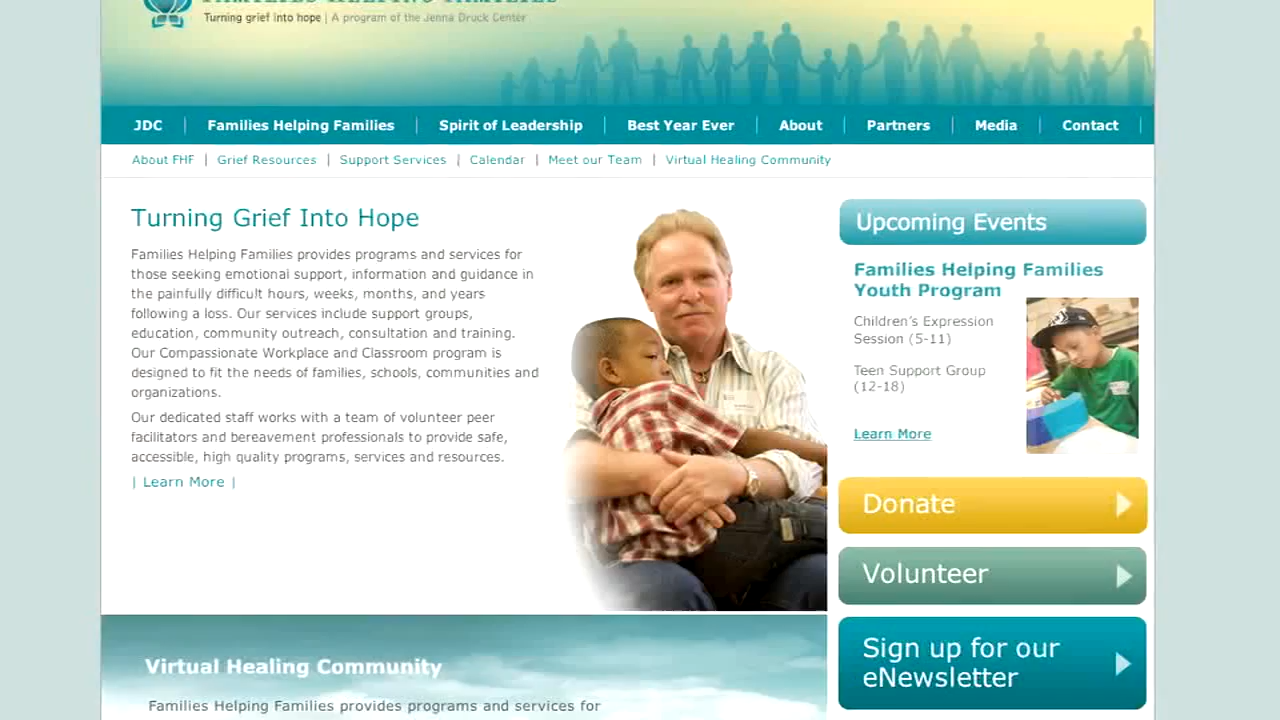 FAMILIES HELPING FAMILIES
Turning grief into hope | A program of the Jenna Druck Center
JDC | Families Helping Families | Spirit of Leadership | Best Year Ever | About | Partners | Media | Contact |
About FHF | Grief Resources | Support Services | Calendar | Meet our Team | Virtual Healing Community
Turning Grief Into Hope
Families Helping Families provides programs and services for
those seeking emotional support, information and guidance in
the painfully difficult hours, weeks, months, and years
following a loss. Our services include support groups,
education, community outreach, consultation and training.
Our Compassionate Workplace and Classroom program is
designed to fit the needs of families, schools, communities and
organizations.
Our dedicated staff works with a team of volunteer peer
facilitators and bereavement professionals to provide safe,
accessible, high quality programs, services and resources.
| Learn More |
Upcoming Events
Families Helping Families
Youth Program
Children's Expression
Session (5-11)
Teen Support Group
(12-18)
Learn More
Donate
Volunteer
Sign up for our
eNewsletter
Virtual Healing Community
Families Helping Families provides programs and services for